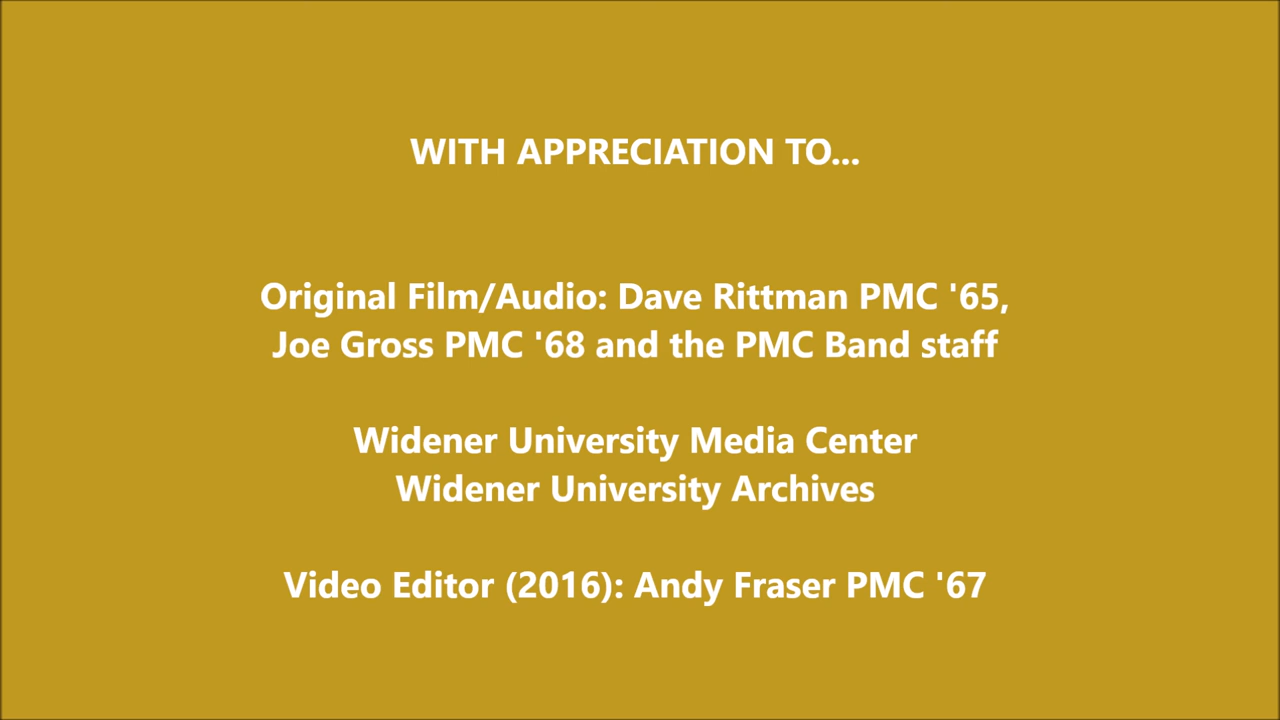 WITH APPRECIATION TO...
Original Film/Audio: Dave Rittman PMC '65,
Joe Gross PMC '68 and the PMC Band staff
Widener University Media Center
Widener University Archives
Video Editor (2016): Andy Fraser PMC '67